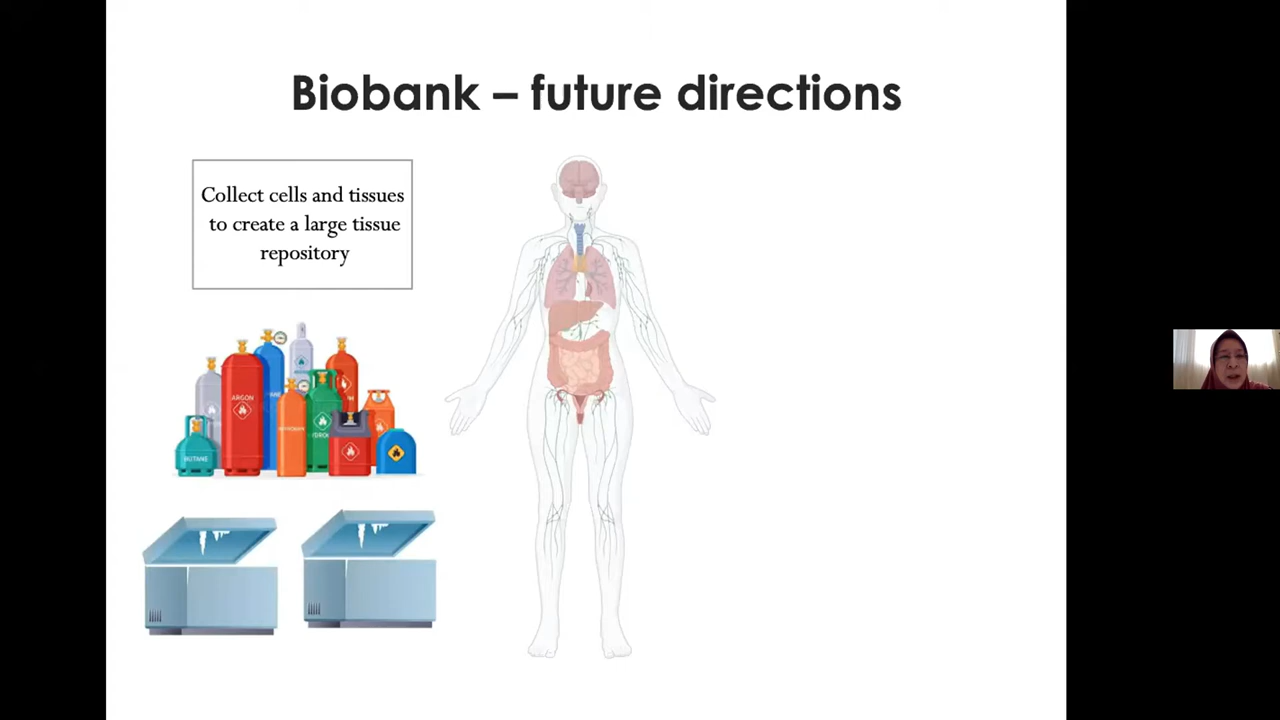 Biobank – future directions
Collect cells and tissues
to create a large tissue
repository
ARGON
BUTANE